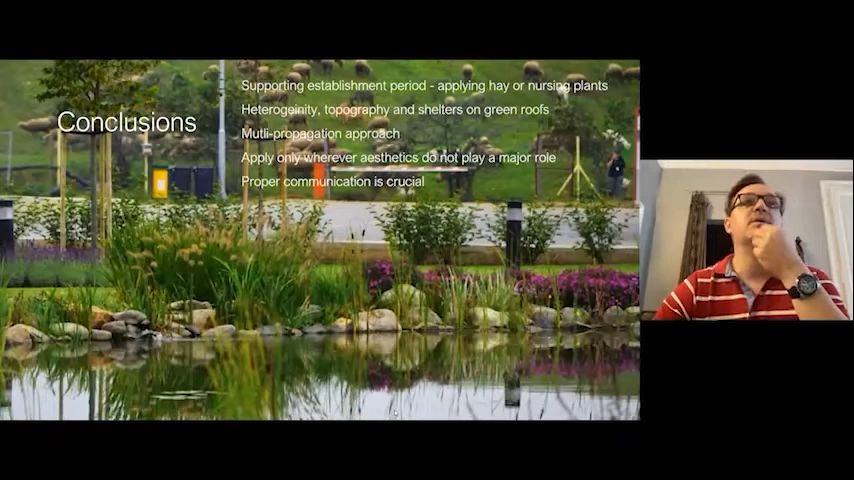 Conclusions
Supporting establishment period - applying hay or nursing plants
Heterogeinity, topography and shelters on green roofs
Mutli-propagation approach
Apply only wherever aesthetics do not play a major role
Proper communication is crucial